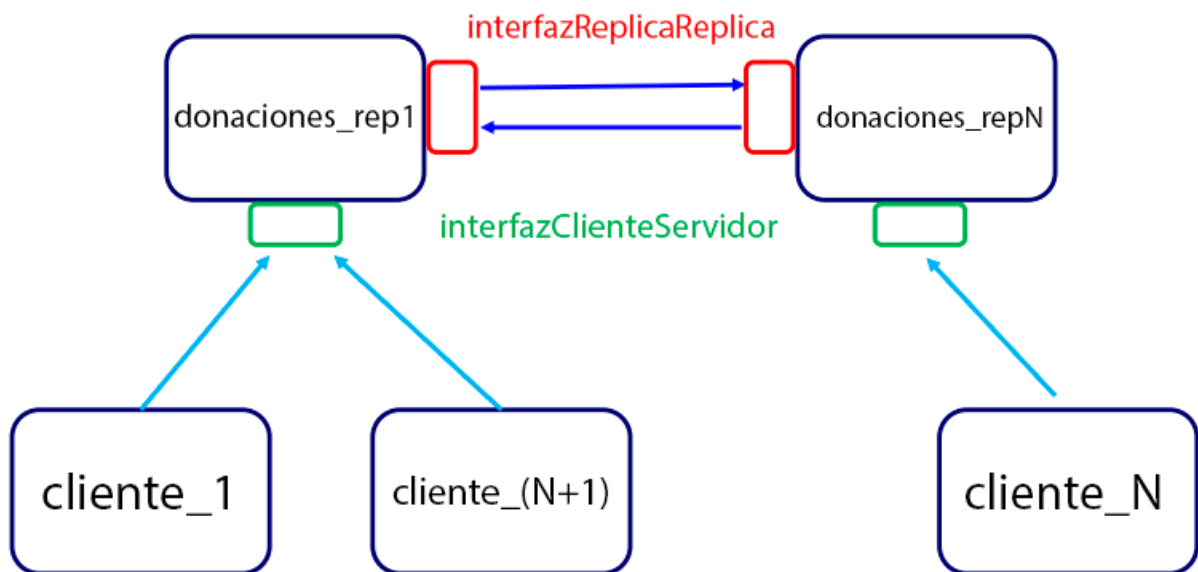 interfazReplicaReplica
donaciones_rep1
donaciones_repN
interfazClienteServidor
cliente_1
cliente_(N+1)
cliente_N